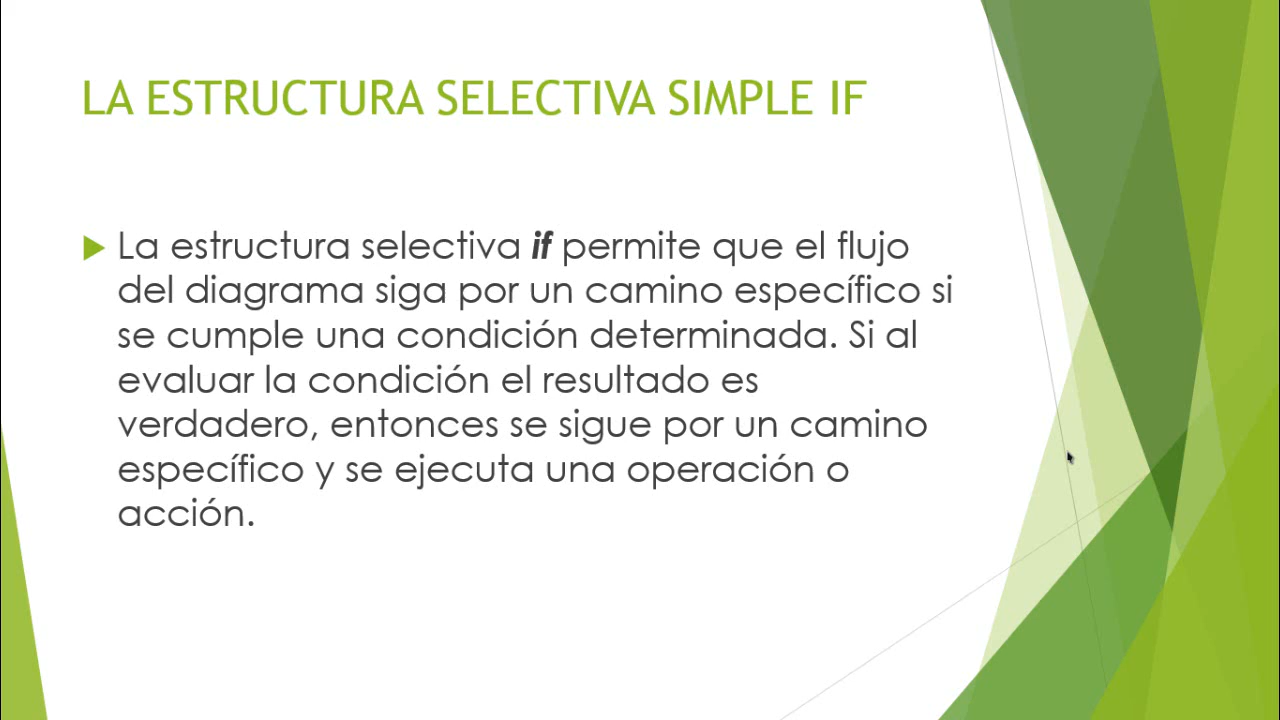 LA ESTRUCTURA SELECTIVA SIMPLE IF
La estructura selectiva if permite que el flujo
del diagrama siga por un camino específico si
se cumple una condición determinada. Si al
evaluar la condición el resultado es
verdadero, entonces se sigue por un camino
específico y se ejecuta una operación o
acción.